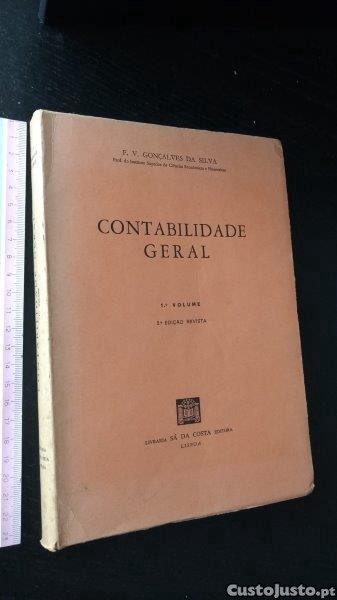 F. V. GONÇALVES DA SILVA
Prof. do Instituto Superior de Ciências Económicas e Financeiras
CONTABILIDADE
GERAL
1.º VOLUME
2ª EDIÇÃO REVISTA
LIVRARIA SÁ DA COSTA EDITORA
LISBOA
CustoJusto.pt